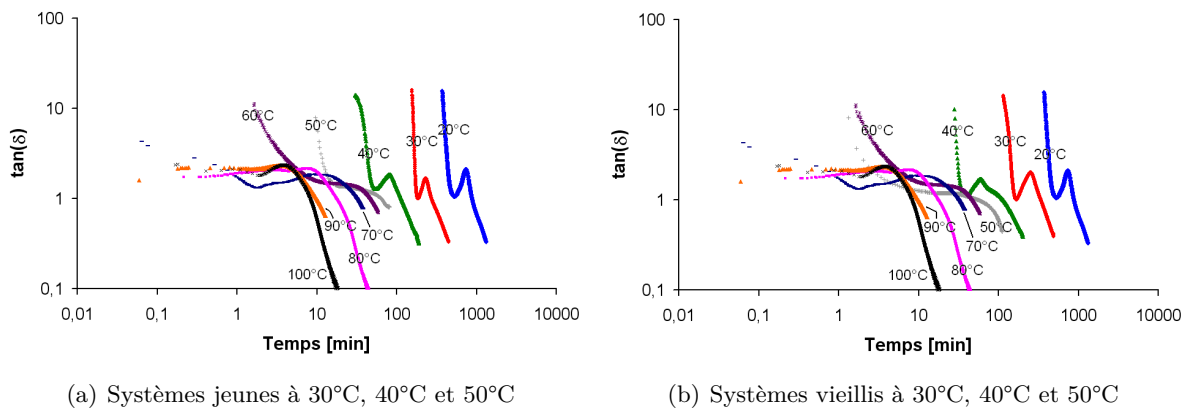 100
10
1
0,1
tan(δ)
0,01
0,1
1
10
100
1000
10000
Temps [min]
60°C
50°C
40°C
30°C
20°C
90°C
70°C
80°C
100°C
(a) Systèmes jeunes à 30°C, 40°C et 50°C
100
10
1
0,1
tan(δ)
0,01
0,1
1
10
100
1000
10000
Temps [min]
60°C
40°C
30°C
20°C
50°C
90°C
70°C
80°C
100°C
(b) Systèmes vieillis à 30°C, 40°C et 50°C